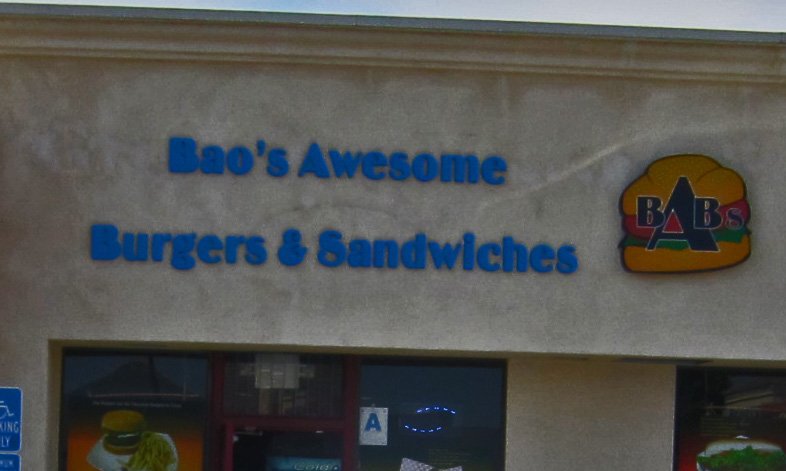 Bao's Awesome
Burgers & Sandwiches
BABs
A